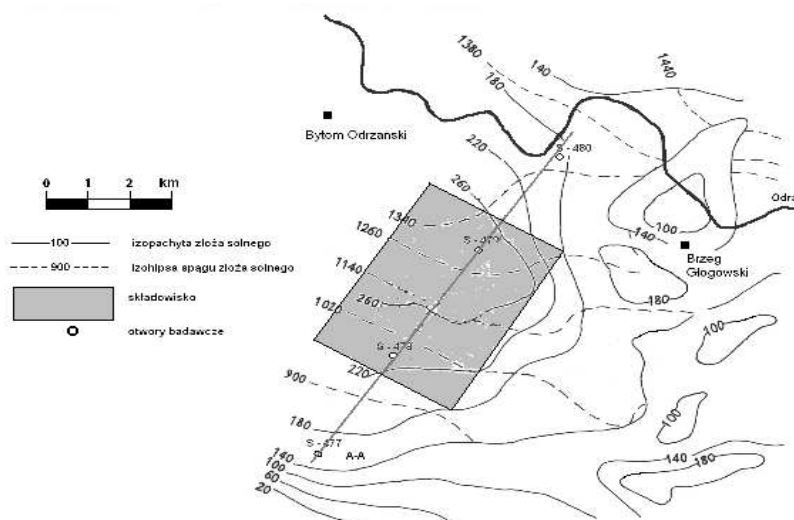 1380
140
1440
180
Bytom Odrzański
220
S - 480
260
0 1 2 km
Odra
100
140
1340
Brzeg
Głogowski
1260
100 izopachyta złoża solnego
900 izohipsa spągu złoża solnego
1140
180
składowisko
260
1020
100
otwory badawcze
S - 478
220
900
180
100
S - 477
A-A
140
140
180
100
60
20